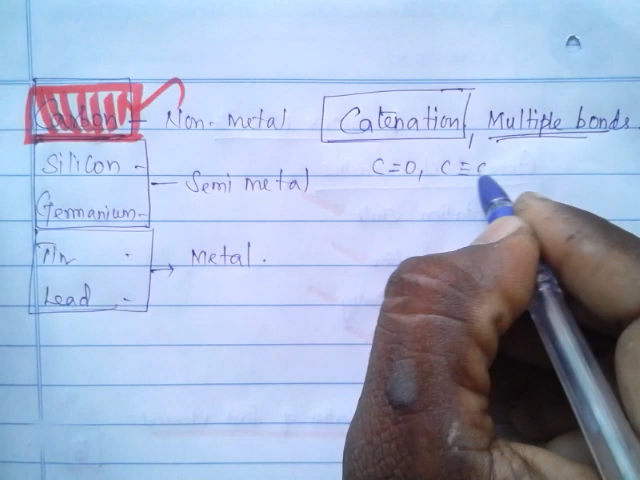 Carbon - Non-metal Catenation, Multiple bonds
Silicon -
- Semi metal C=O, C≡c
Germanium -
Tin - → Metal.
Lead -